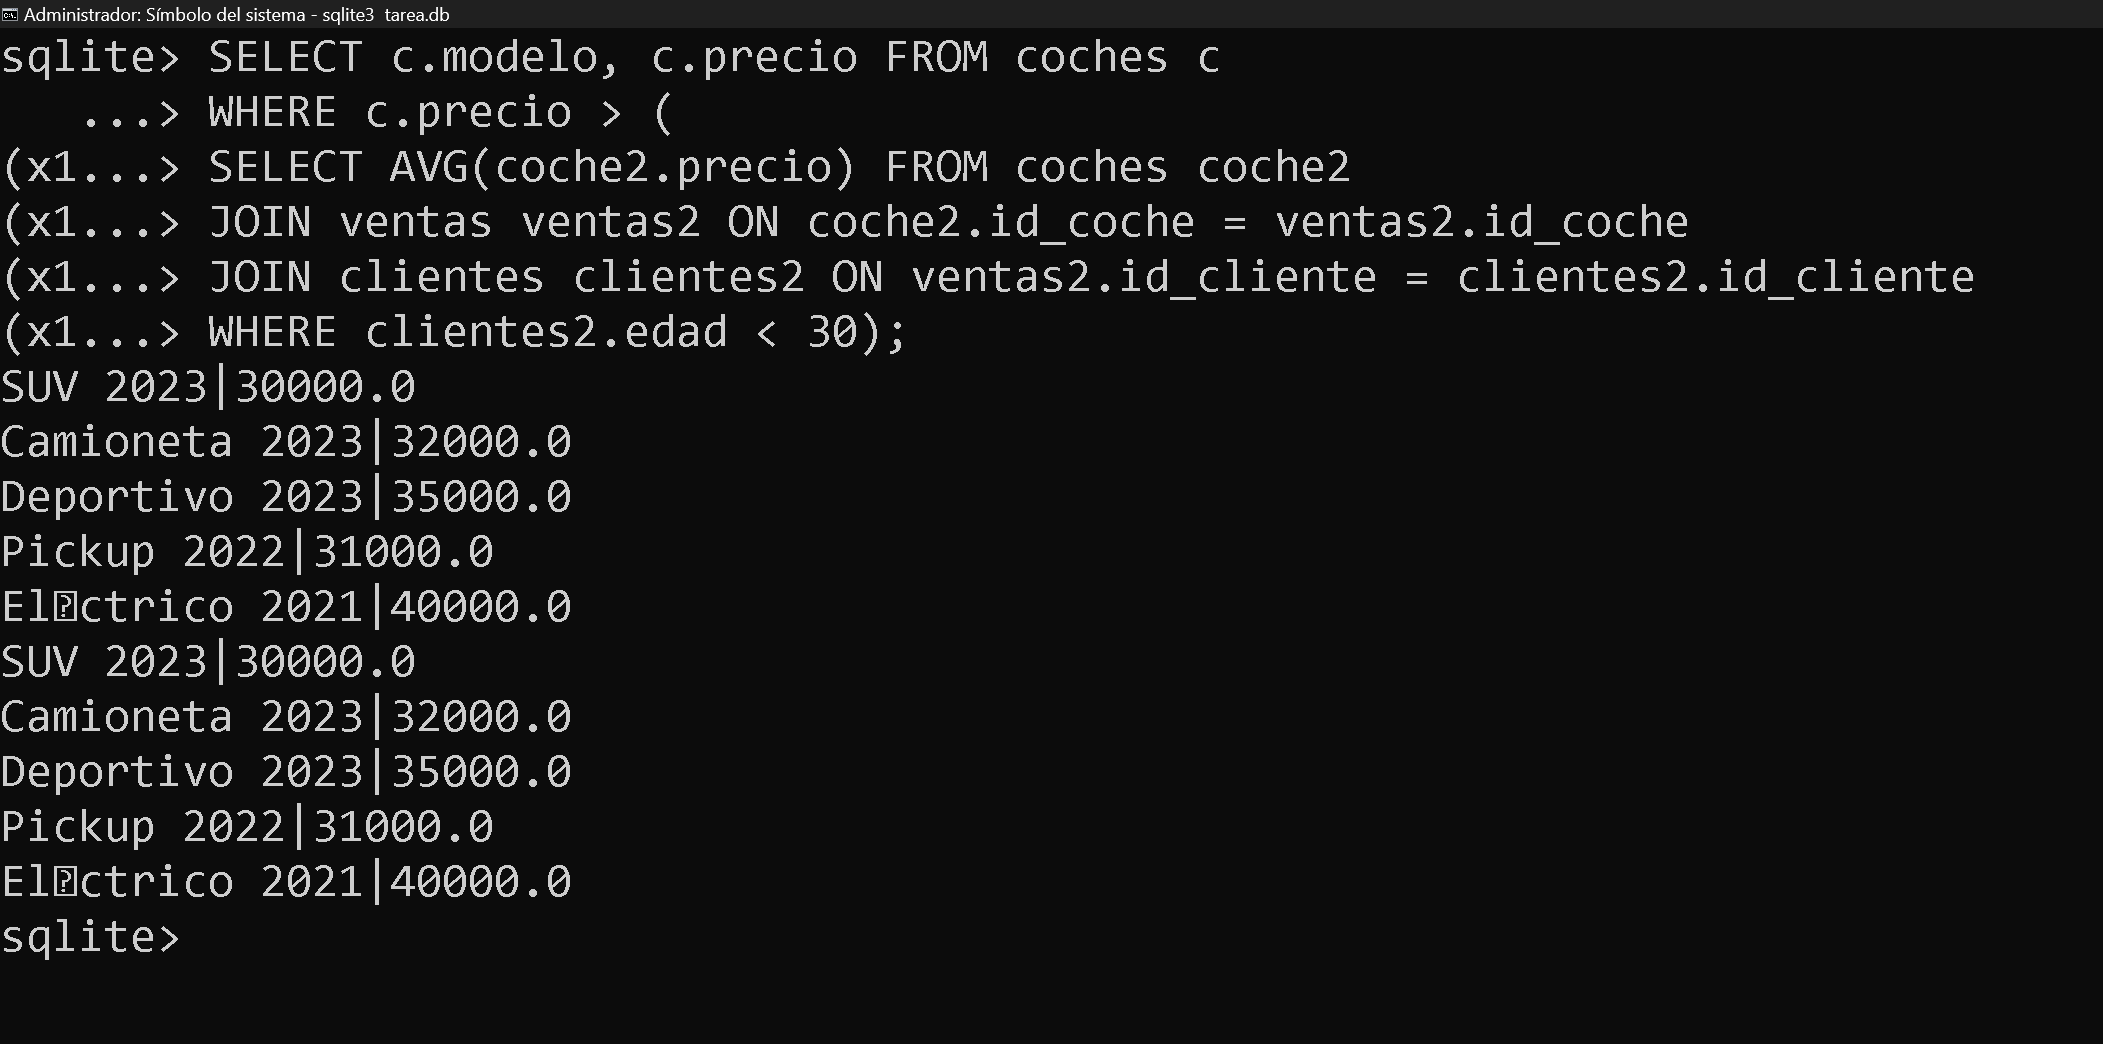 Administrador: Símbolo del sistema - sqlite3  tarea.db
sqlite> SELECT c.modelo, c.precio FROM coches c
   ...> WHERE c.precio > (
(x1...> SELECT AVG(coche2.precio) FROM coches coche2
(x1...> JOIN ventas ventas2 ON coche2.id_coche = ventas2.id_coche
(x1...> JOIN clientes clientes2 ON ventas2.id_cliente = clientes2.id_cliente
(x1...> WHERE clientes2.edad < 30);
SUV 2023|30000.0
Camioneta 2023|32000.0
Deportivo 2023|35000.0
Pickup 2022|31000.0
El�ctrico 2021|40000.0
SUV 2023|30000.0
Camioneta 2023|32000.0
Deportivo 2023|35000.0
Pickup 2022|31000.0
El�ctrico 2021|40000.0
sqlite>